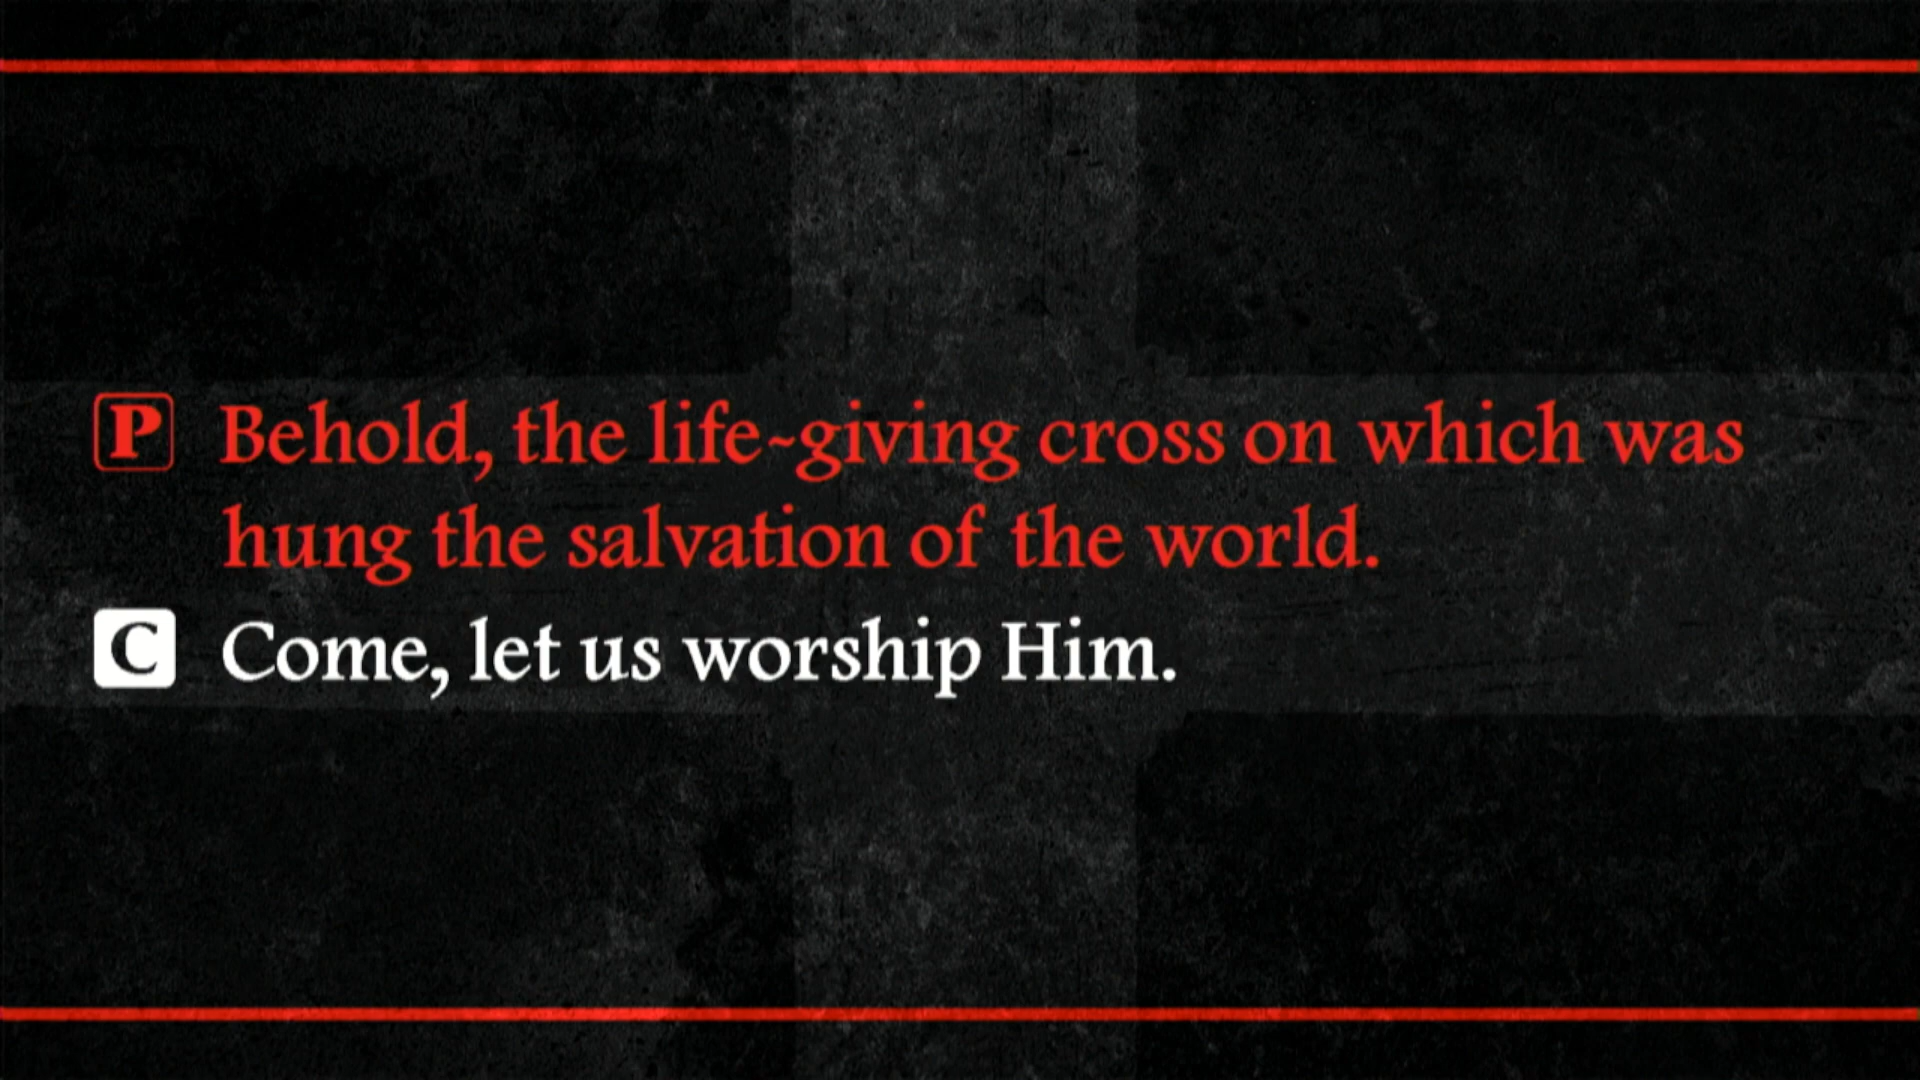 P Behold, the life-giving cross on which was
hung the salvation of the world.
C Come, let us worship Him.